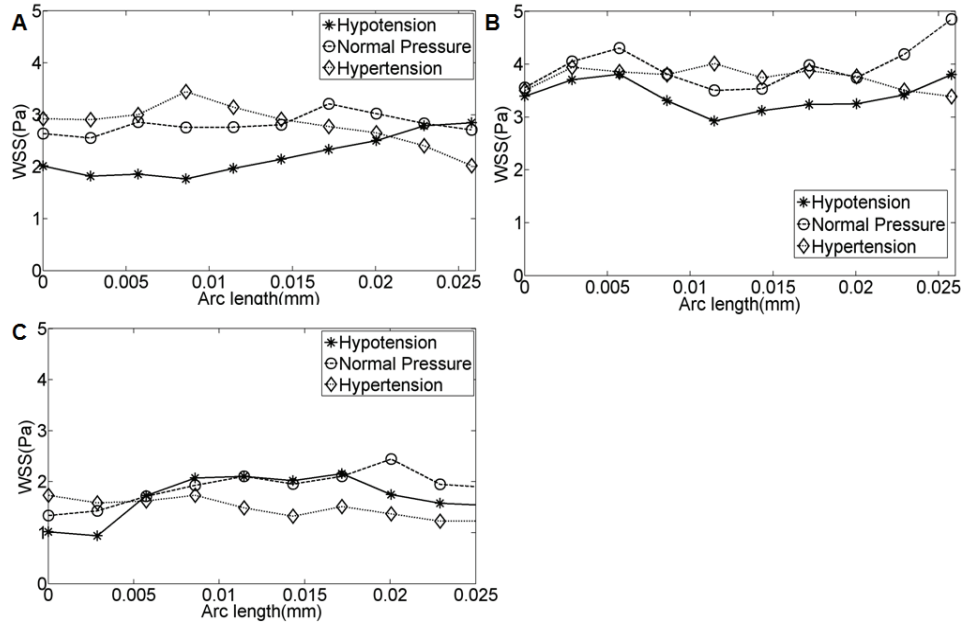 A
WSS(Pa)
5
4
3
2
1
0
Hypotension
Normal Pressure
Hypertension
0 0.005 0.01 0.015 0.02 0.025
Arc length(mm)
B
WSS(Pa)
5
4
3
2
1
0
Hypotension
Normal Pressure
Hypertension
0 0.005 0.01 0.015 0.02 0.025
Arc length(mm)
C
WSS(Pa)
5
4
3
2
1
0
Hypotension
Normal Pressure
Hypertension
0 0.005 0.01 0.015 0.02 0.025
Arc length(mm)